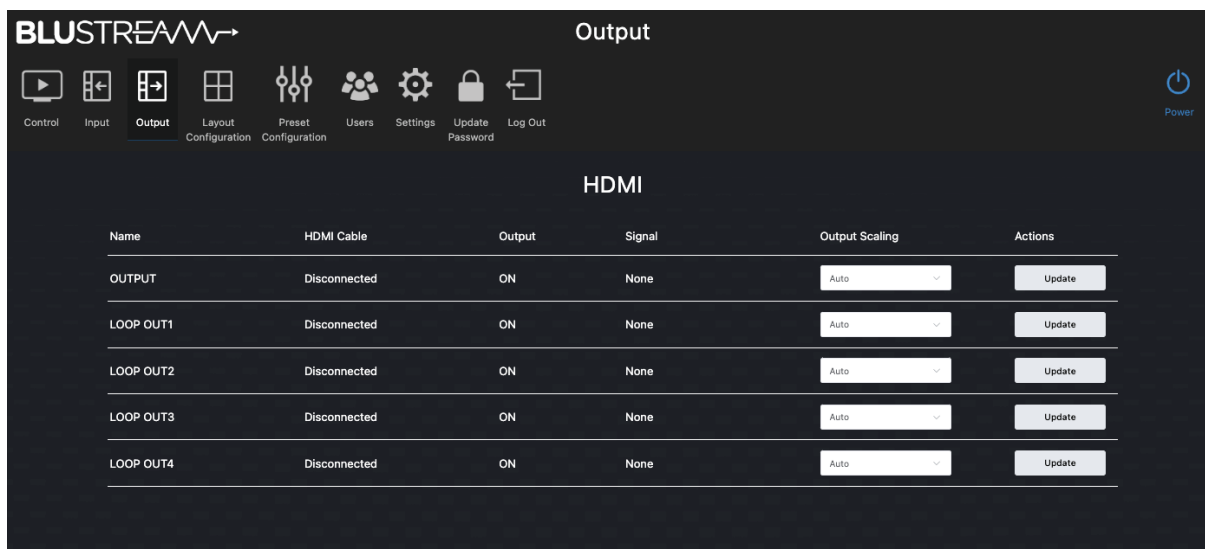 BLUSTREAM
Output
Control
Input
Output
Layout
Configuration
Preset
Configuration
Users
Settings
Update
Password
Log Out
Power
HDMI
Name HDMI Cable Output Signal Output Scaling Actions
OUTPUT Disconnected ON None Auto Update
LOOP OUT1 Disconnected ON None Auto Update
LOOP OUT2 Disconnected ON None Auto Update
LOOP OUT3 Disconnected ON None Auto Update
LOOP OUT4 Disconnected ON None Auto Update